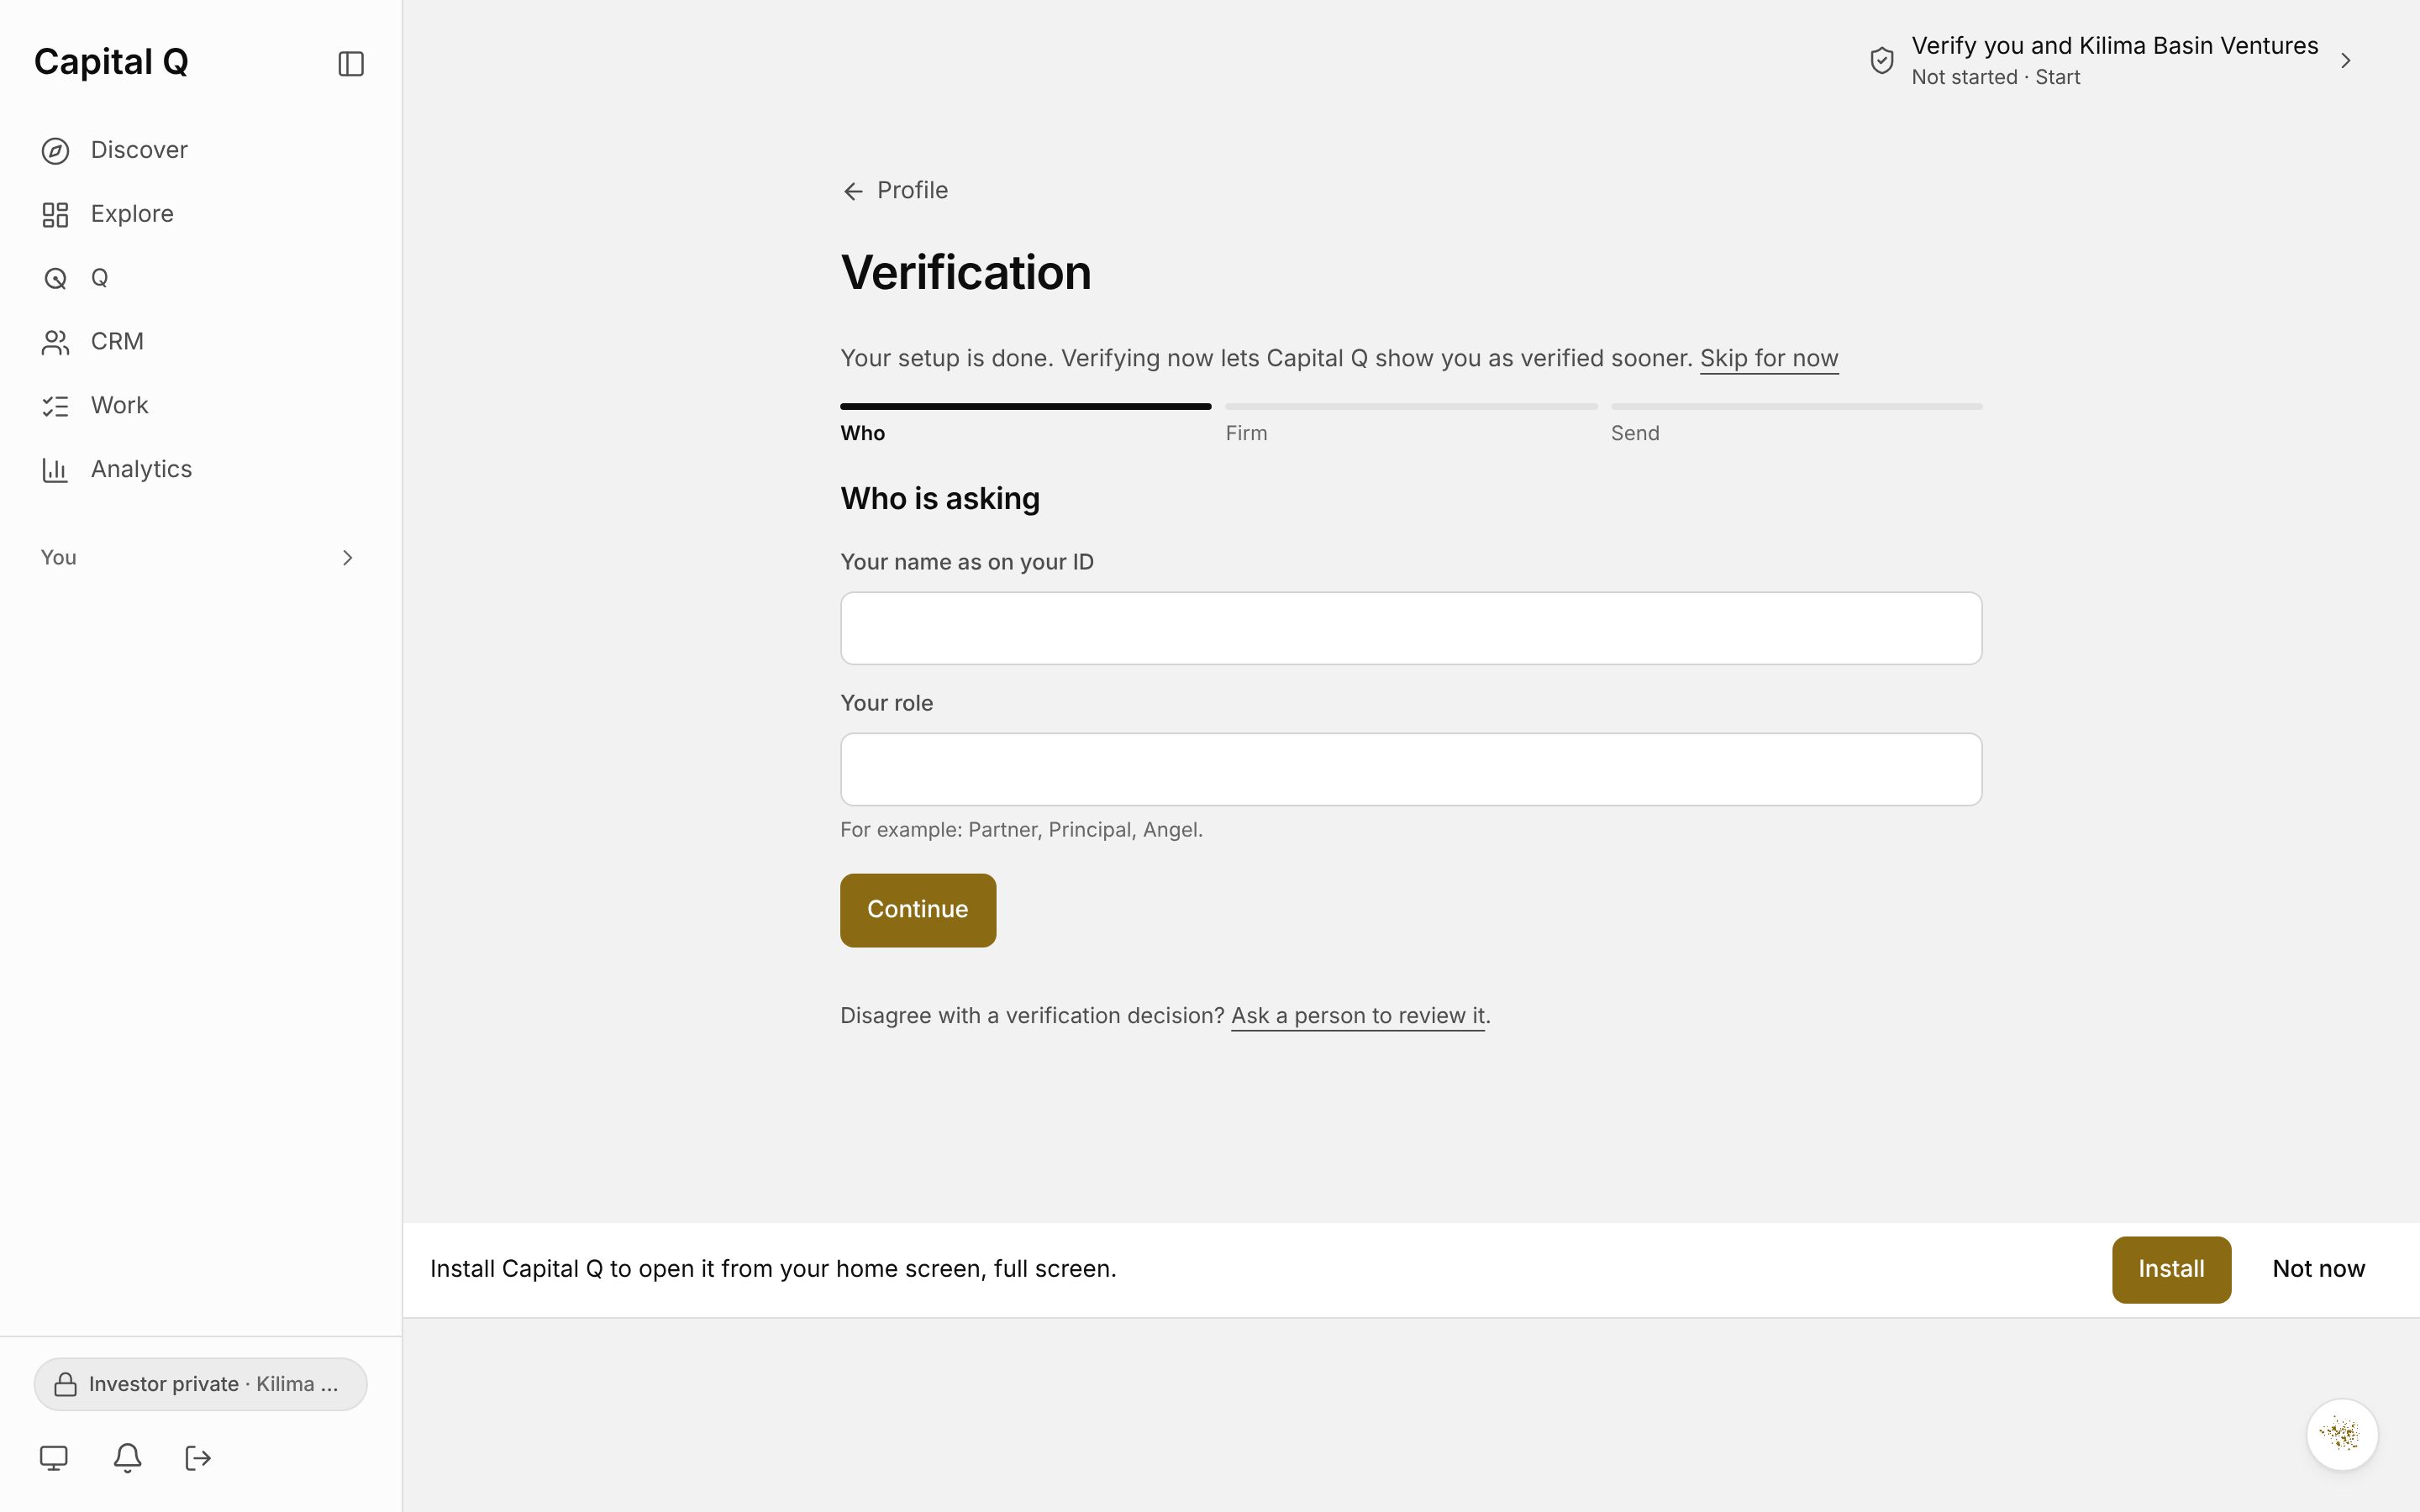 Capital Q
Verify you and Kilima Basin Ventures
Not started · Start
Discover
Explore
Q
CRM
Work
Analytics
You
Profile
Verification
Your setup is done. Verifying now lets Capital Q show you as verified sooner. Skip for now
Who
Firm
Send
Who is asking
Your name as on your ID
Your role
For example: Partner, Principal, Angel.
Continue
Disagree with a verification decision? Ask a person to review it.
Install Capital Q to open it from your home screen, full screen.
Install
Not now
Investor private · Kilima ...